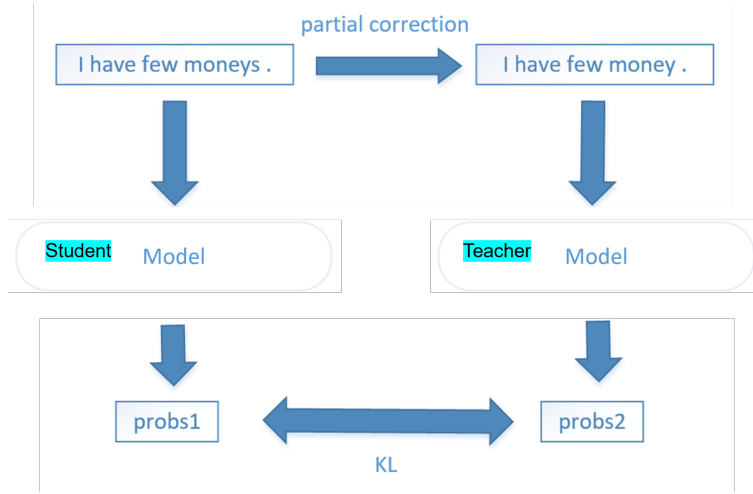 partial correction
I have few moneys .
I have few money .
Student Model
Teacher Model
probs1
probs2
KL